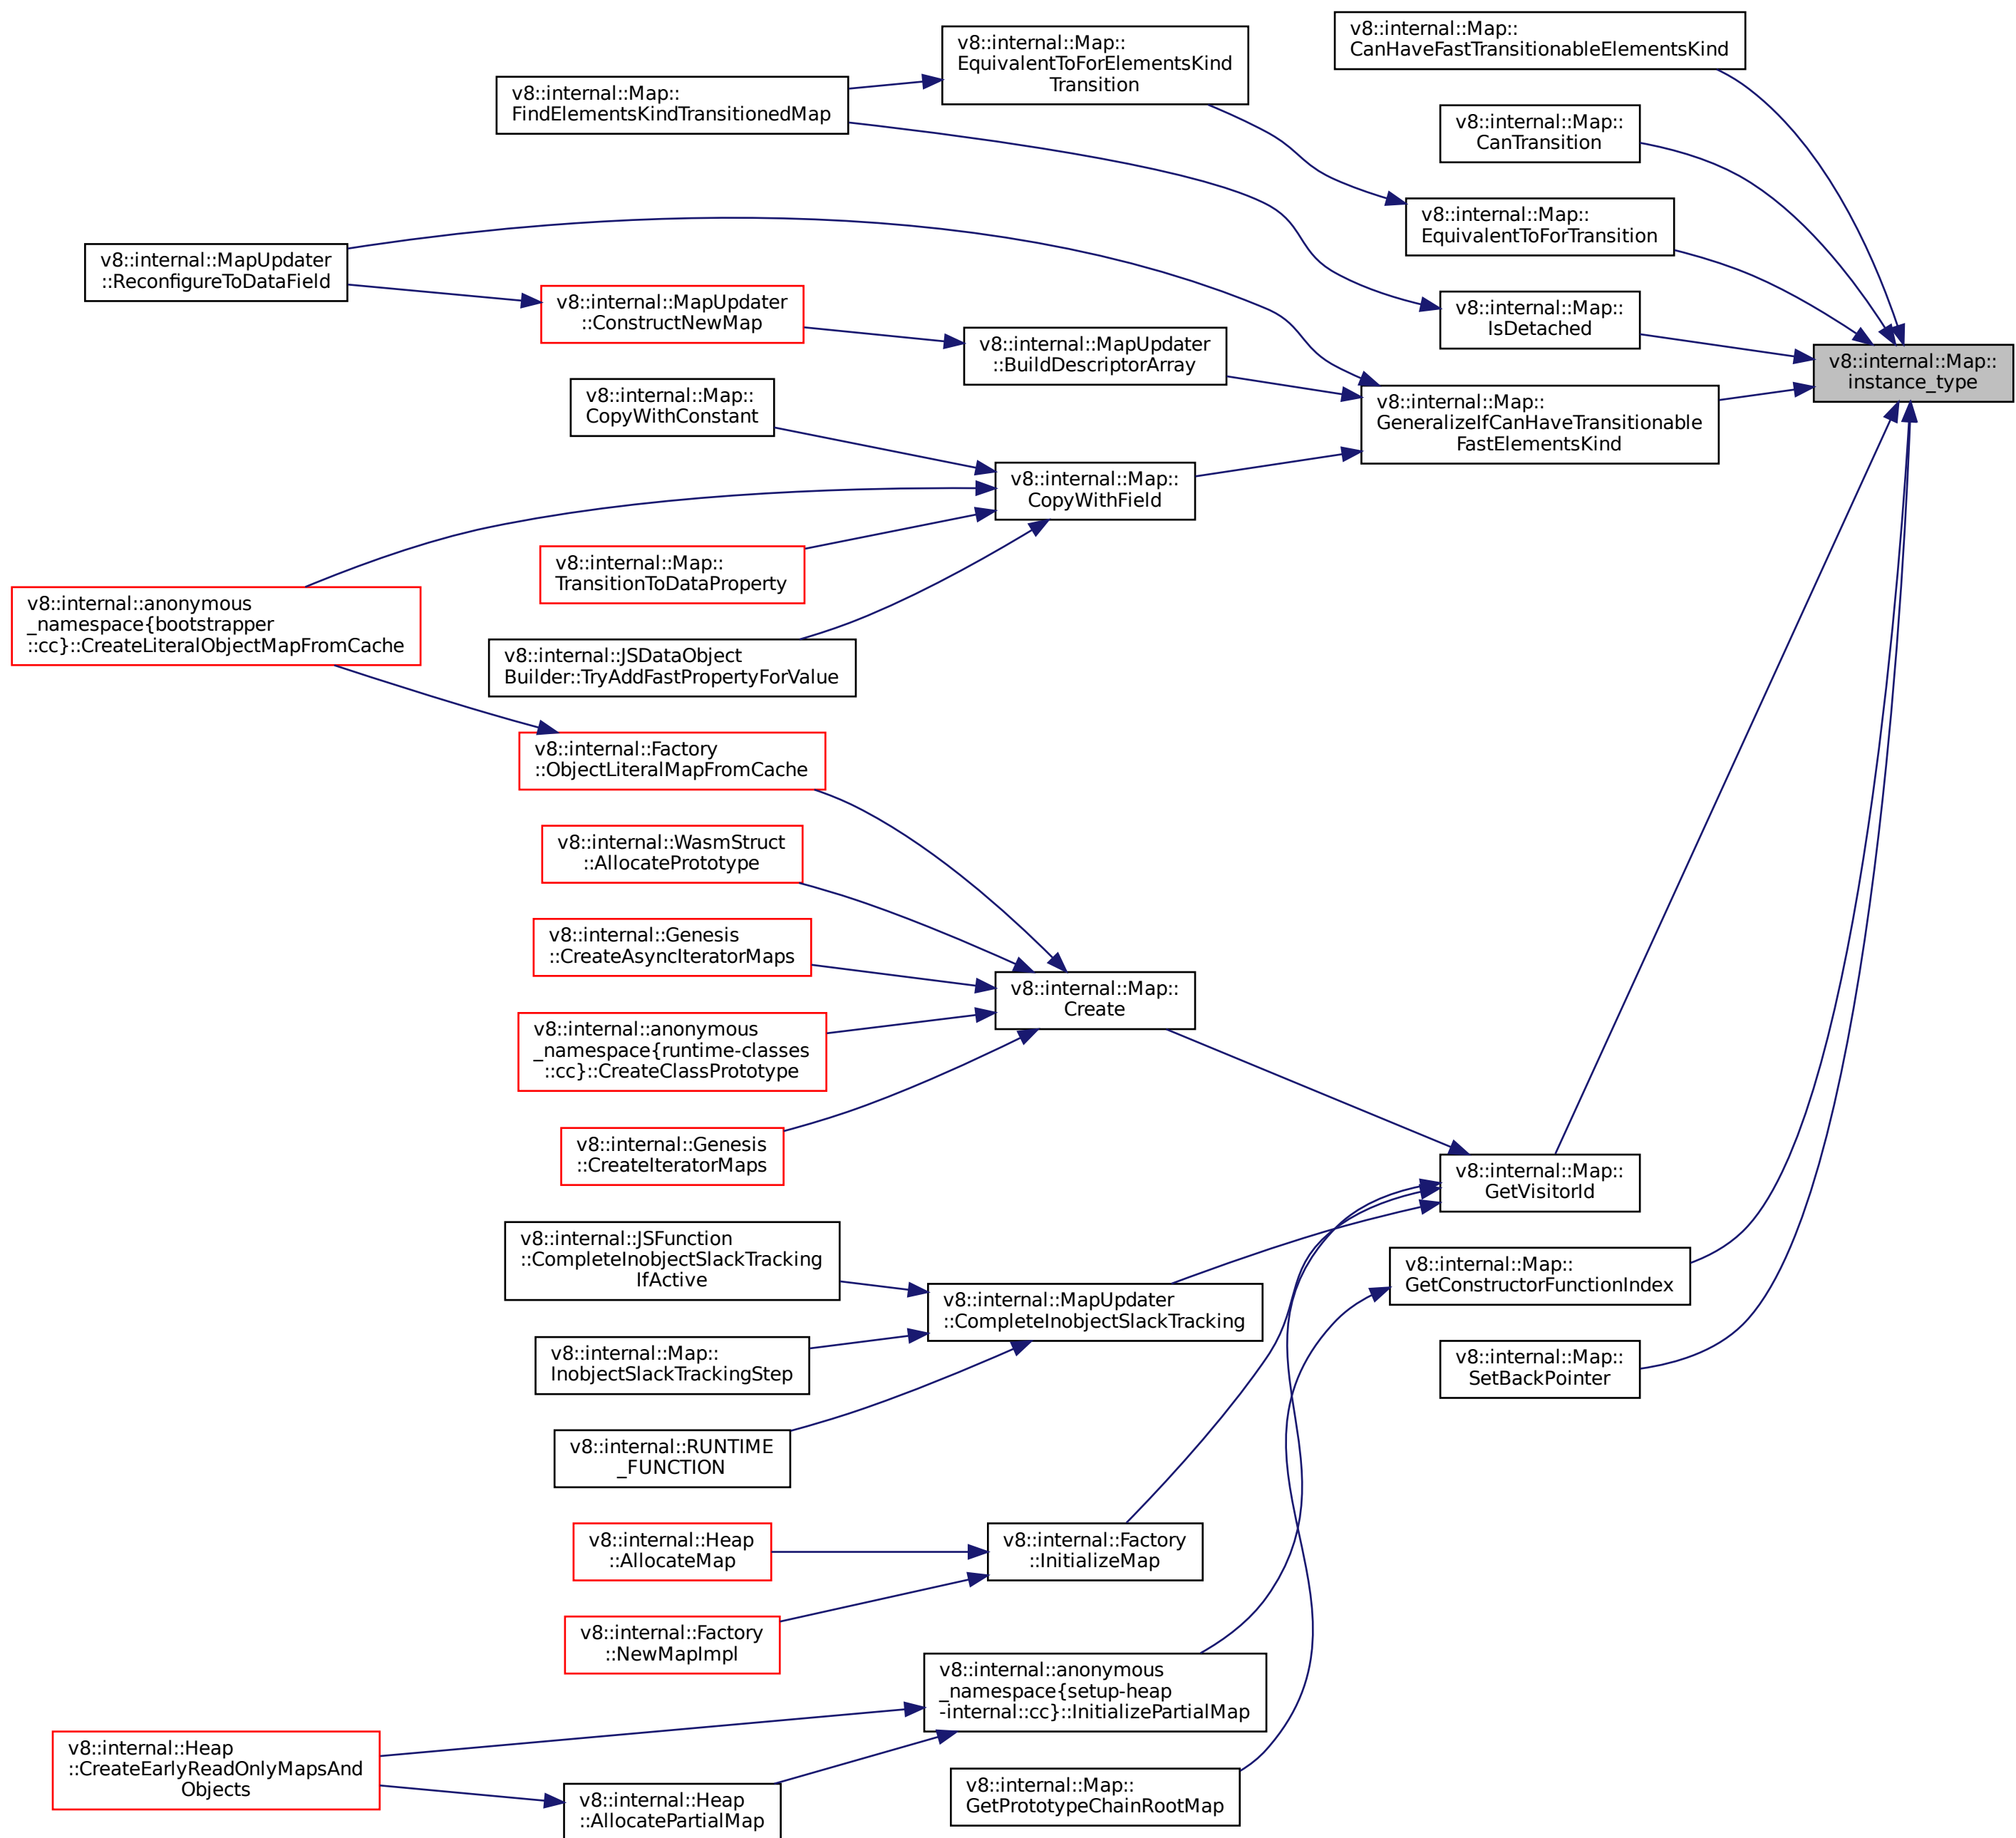 v8::internal::Map::
CanHaveFastTransitionableElementsKind
v8::internal::Map::
EquivalentToForElementsKind
Transition
v8::internal::Map::
FindElementsKindTransitionedMap
v8::internal::Map::
CanTransition
v8::internal::Map::
EquivalentToForTransition
v8::internal::MapUpdater
::ReconfigureToDataField
v8::internal::MapUpdater
::ConstructNewMap
v8::internal::Map::
IsDetached
v8::internal::MapUpdater
::BuildDescriptorArray
v8::internal::Map::
instance_type
v8::internal::Map::
CopyWithConstant
v8::internal::Map::
GeneralizeIfCanHaveTransitionable
FastElementsKind
v8::internal::Map::
CopyWithField
v8::internal::Map::
TransitionToDataProperty
v8::internal::anonymous
_namespace{bootstrapper
::cc}::CreateLiteralObjectMapFromCache
v8::internal::JSDataObject
Builder::TryAddFastPropertyForValue
v8::internal::Factory
::ObjectLiteralMapFromCache
v8::internal::WasmStruct
::AllocatePrototype
v8::internal::Genesis
::CreateAsyncIteratorMaps
v8::internal::Map::
Create
v8::internal::anonymous
_namespace{runtime-classes
::cc}::CreateClassPrototype
v8::internal::Genesis
::CreateIteratorMaps
v8::internal::Map::
GetVisitorId
v8::internal::JSFunction
::CompleteInobjectSlackTracking
IfActive
v8::internal::Map::
GetConstructorFunctionIndex
v8::internal::MapUpdater
::CompleteInobjectSlackTracking
v8::internal::Map::
InobjectSlackTrackingStep
v8::internal::Map::
SetBackPointer
v8::internal::RUNTIME
_FUNCTION
v8::internal::Heap
::AllocateMap
v8::internal::Factory
::InitializeMap
v8::internal::Factory
::NewMapImpl
v8::internal::anonymous
_namespace{setup-heap
-internal::cc}::InitializePartialMap
v8::internal::Heap
::CreateEarlyReadOnlyMapsAnd
Objects
v8::internal::Heap
::AllocatePartialMap
v8::internal::Map::
GetPrototypeChainRootMap